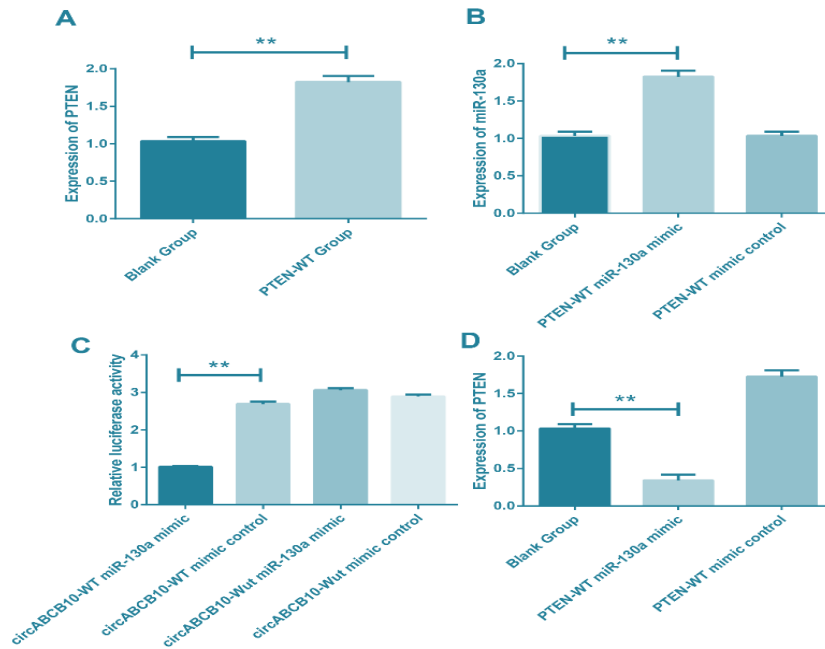 A
**
Expression of PTEN
2.0
1.5
1.0
0.5
0.0
Blank Group
PTEN-WT Group
B
**
Expression of miR-130a
2.0
1.5
1.0
0.5
0.0
Blank Group
PTEN-WT miR-130a mimic
PTEN-WT mimic control
C
**
Relative luciferase activity
4
3
2
1
0
circABCB10-WT miR-130a mimic
circABCB10-WT mimic control
circABCB10-Wut miR-130a mimic
circABCB10-Wut mimic control
D
**
Expression of PTEN
2.0
1.5
1.0
0.5
0.0
Blank Group
PTEN-WT miR-130a mimic
PTEN-WT mimic control